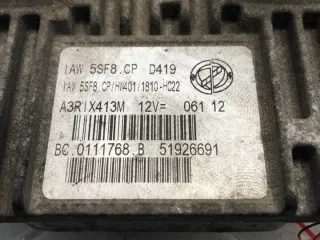 IAW 5SF8.CP D419
IAW 5SF8.CP/HW401/1810-HC22
A3RIX413M 12V= 061 12
BC.0111768.B 51926691